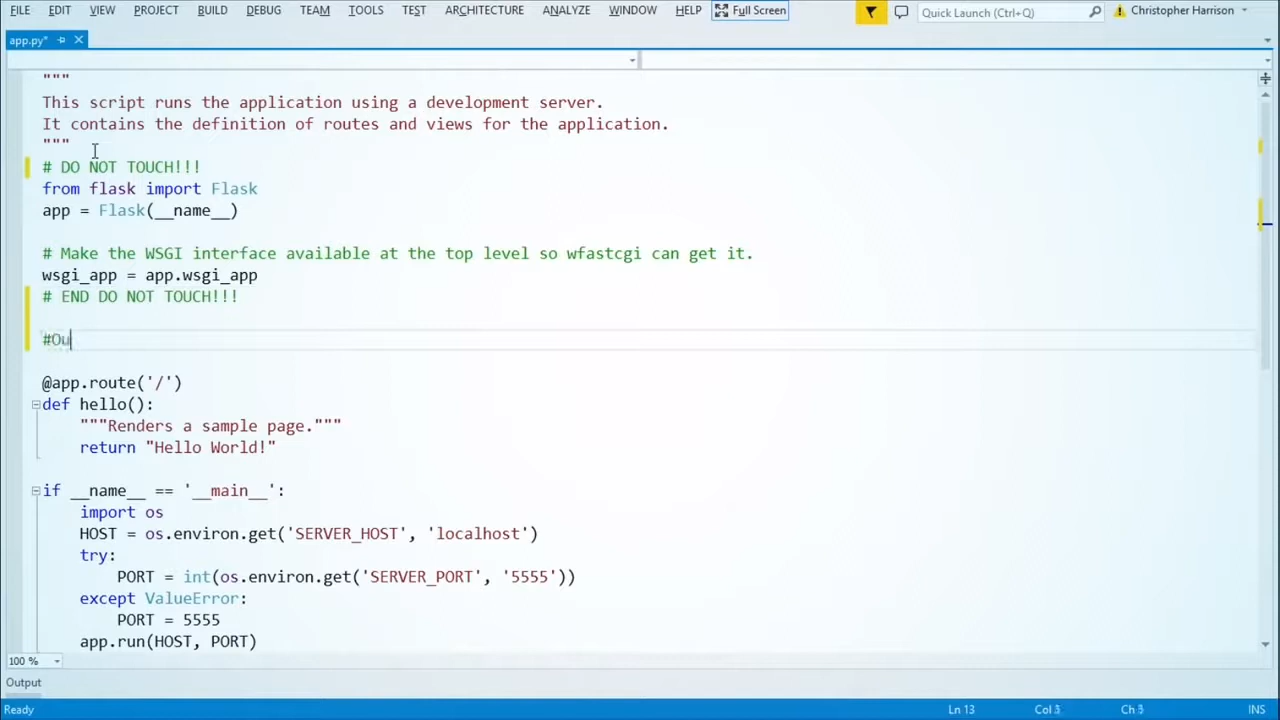 FILE EDIT VIEW PROJECT BUILD DEBUG TEAM TOOLS TEST ARCHITECTURE ANALYZE WINDOW HELP Full Screen Quick Launch (Ctrl+Q) Christopher Harrison
app.py*
"""
This script runs the application using a development server.
It contains the definition of routes and views for the application.
"""
# DO NOT TOUCH!!!
from flask import Flask
app = Flask(__name__)
# Make the WSGI interface available at the top level so wfastcgi can get it.
wsgi_app = app.wsgi_app
# END DO NOT TOUCH!!!
#Ou
@app.route('/')
def hello():
"""Renders a sample page."""
return "Hello World!"
if __name__ == '__main__':
import os
HOST = os.environ.get('SERVER_HOST', 'localhost')
try:
PORT = int(os.environ.get('SERVER_PORT', '5555'))
except ValueError:
PORT = 5555
app.run(HOST, PORT)
100 %
Output
Ready Ln 13 Col Ch INS